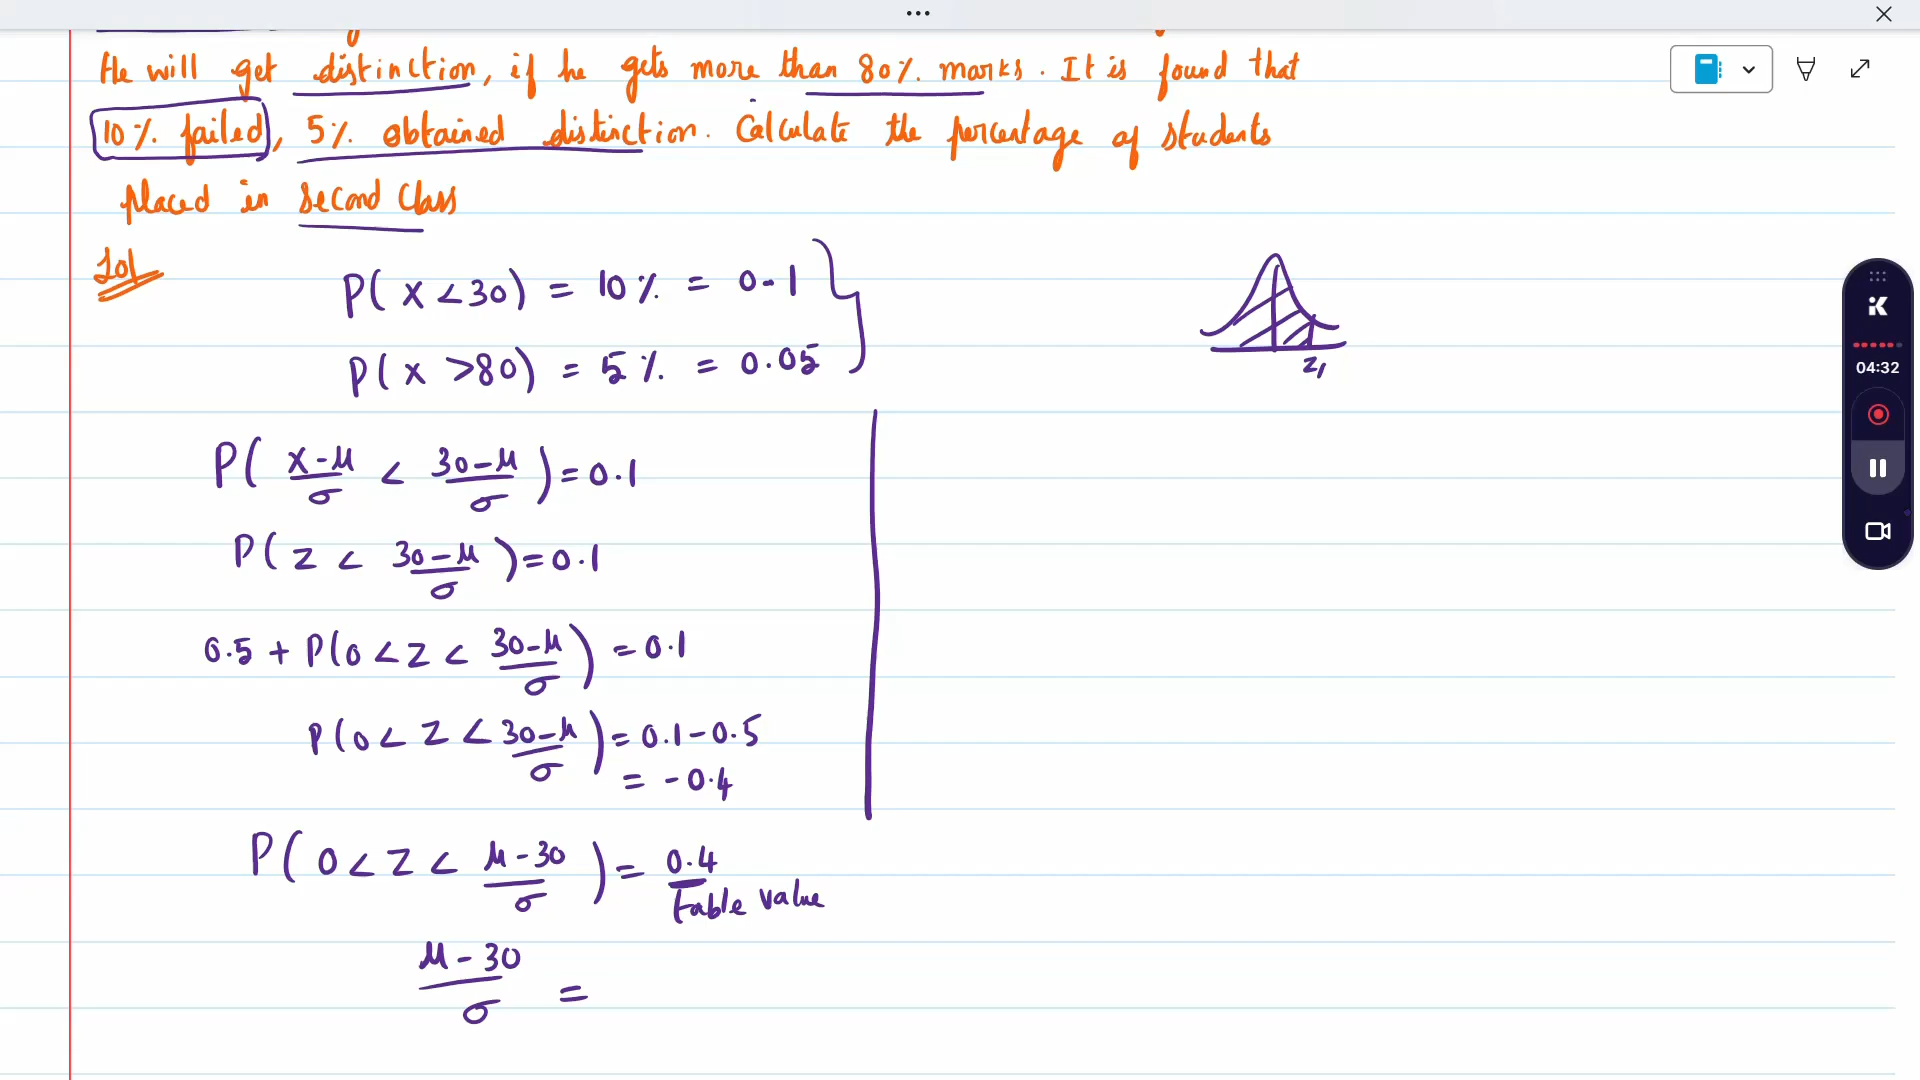 He will get distinction, if he gets more than 80% marks. It is found that
10% failed, 5% obtained distinction. Calculate the percentage of students
placed in second class
Sol
P(x<30) = 10% = 0.1
P(x>80) = 5% = 0.05
z1
P((x-μ)/σ < (30-μ)/σ) = 0.1
P(z < (30-μ)/σ) = 0.1
0.5 + P(0<z< (30-μ)/σ) = 0.1
P(0<z<(30-μ)/σ) = 0.1-0.5
= -0.4
P(0<z< (μ-30)/σ) = 0.4
table value
(μ-30)/σ =
04:32